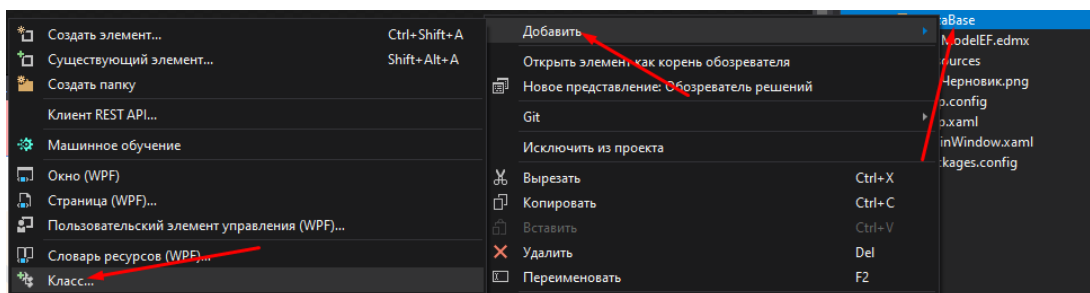 Создать элемент... Ctrl+Shift+A
Существующий элемент... Shift+Alt+A
Создать папку
Клиент REST API...
Машинное обучение
Окно (WPF)
Страница (WPF)...
Пользовательский элемент управления (WPF)...
Словарь ресурсов (WPF)...
Класс...
Добавить
Открыть элемент как корень обозревателя
Новое представление: Обозреватель решений
Git
Исключить из проекта
Вырезать Ctrl+X
Копировать Ctrl+C
Вставить Ctrl+V
Удалить Del
Переименовать F2
aBase
ModelEF.edmx
ources
Черновик.png
p.config
p.xaml
inWindow.xaml
ckages.config